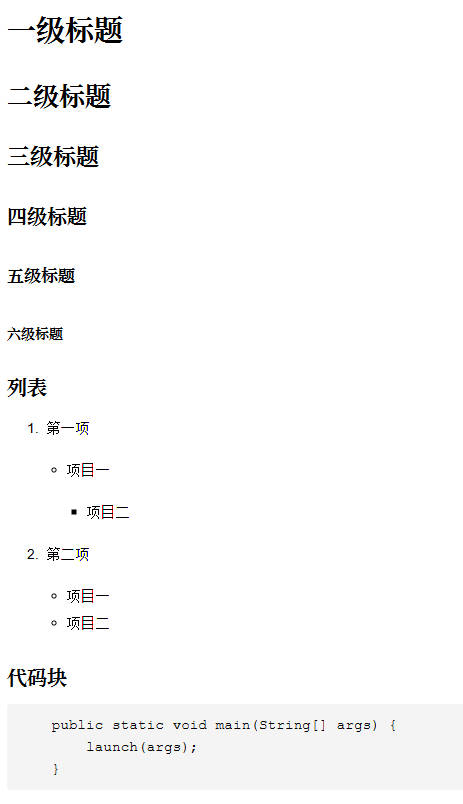 一级标题
二级标题
三级标题
四级标题
五级标题
六级标题
列表
1. 第一项
项目一
项目二
2. 第二项
项目一
项目二
代码块
public static void main(String[] args) {
    launch(args);
}